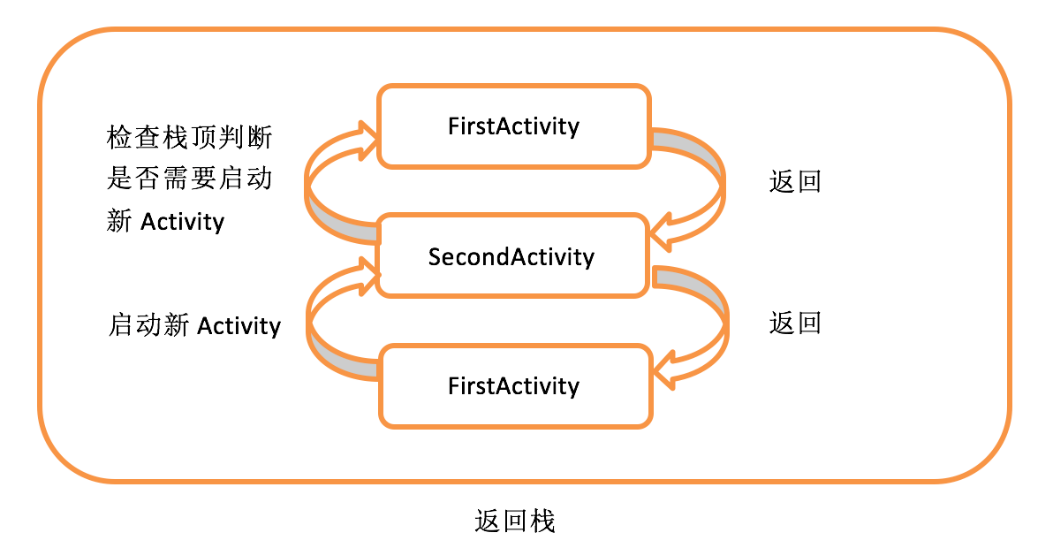 FirstActivity
检查栈顶判断
是否需要启动
新 Activity
返回
SecondActivity
启动新 Activity
返回
FirstActivity
返回栈